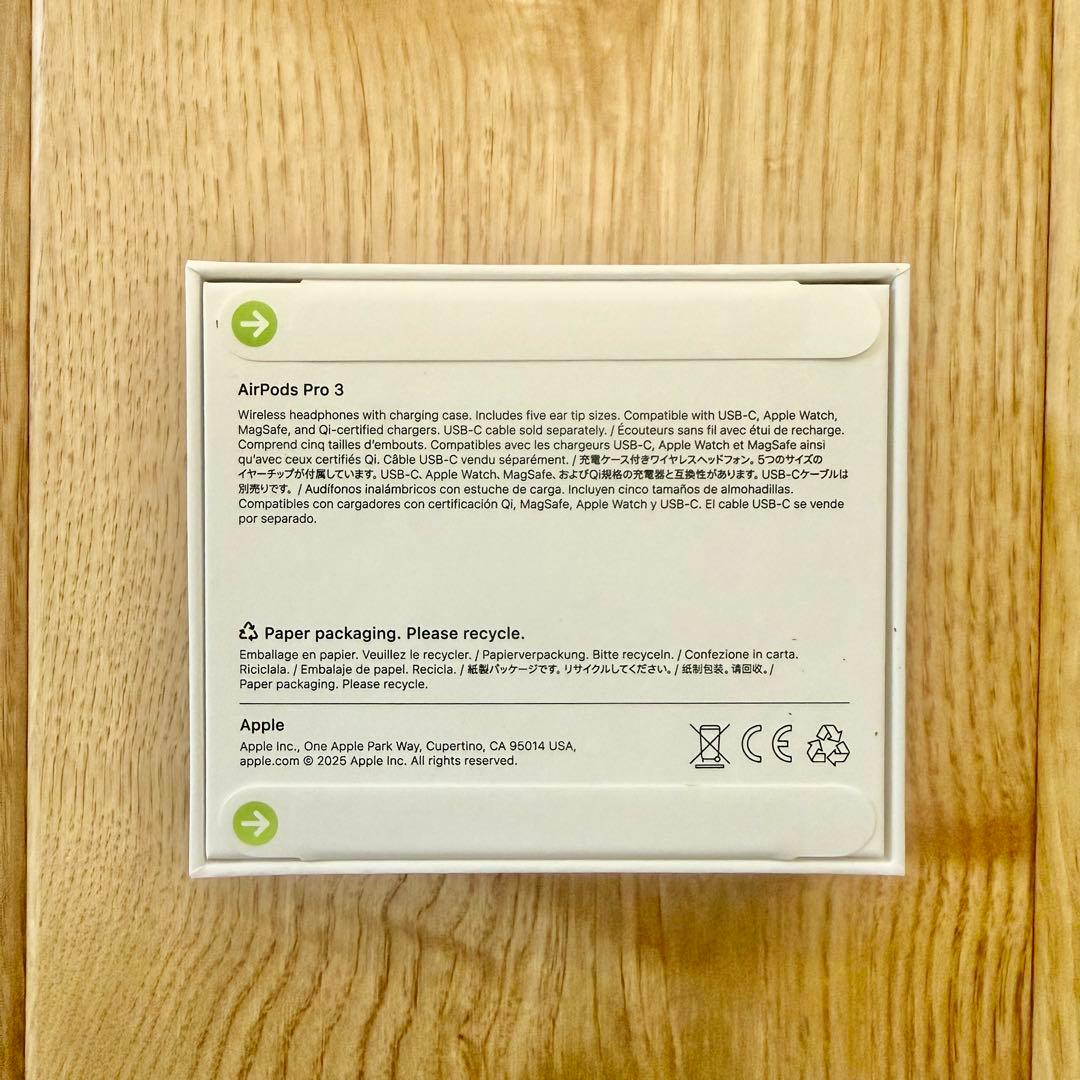 AirPods Pro 3
Wireless headphones with charging case. Includes five ear tip sizes. Compatible with USB-C, Apple Watch,
MagSafe, and Qi-certified chargers. USB-C cable sold separately. / Écouteurs sans fil avec étui de recharge.
Comprend cinq tailles d'embouts. Compatibles avec les chargeurs USB-C, Apple Watch et MagSafe ainsi
qu'avec ceux certifiés Qi. Câble USB-C vendu séparément. / 充電ケース付きワイヤレスヘッドフォン。5つのサイズの
イヤーチップが付属しています。USB-C、Apple Watch、MagSafe、およびQi規格の充電器と互換性があります。USB-Cケーブルは
別売りです。 / Audífonos inalámbricos con estuche de carga. Incluyen cinco tamaños de almohadillas.
Compatibles con cargadores con certificación Qi, MagSafe, Apple Watch y USB-C. El cable USB-C se vende
por separado.
Paper packaging. Please recycle.
Emballage en papier. Veuillez le recycler. / Papierverpackung. Bitte recyceln. / Confezione in carta.
Riciclala. / Embalaje de papel. Recicla. / 紙製パッケージです。リサイクルしてください。 / 纸制包装。请回收。 /
Paper packaging. Please recycle.
Apple
Apple Inc., One Apple Park Way, Cupertino, CA 95014 USA,
apple.com © 2025 Apple Inc. All rights reserved.
CE